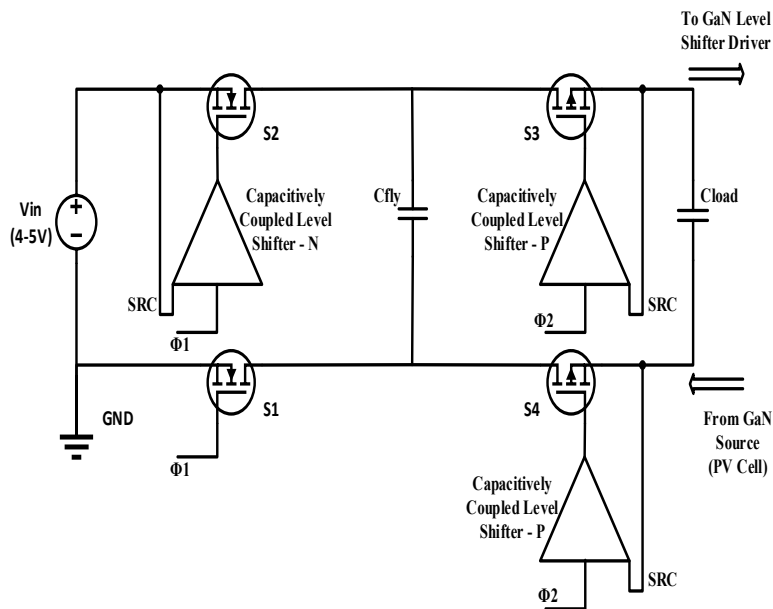 To GaN Level
Shifter Driver
S2
S3
Vin
(4-5V)
Capacitively
Coupled Level
Shifter - N
Cfly
Capacitively
Coupled Level
Shifter - P
Cload
SRC
SRC
Φ1
Φ2
GND
S1
S4
From GaN
Source
(PV Cell)
Φ1
Capacitively
Coupled Level
Shifter - P
SRC
Φ2